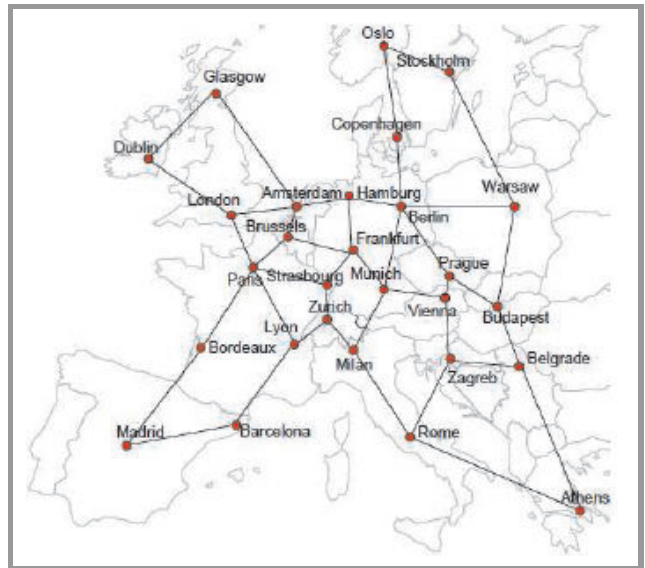 Oslo
Stockholm
Glasgow
Copenhagen
Dublin
Amsterdam
Hamburg
Warsaw
London
Berlin
Brussels
Frankfurt
Prague
Paris
Strasbourg
Munich
Zurich
Vienna
Budapest
Lyon
Bordeaux
Milan
Zagreb
Belgrade
Madrid
Barcelona
Rome
Athens